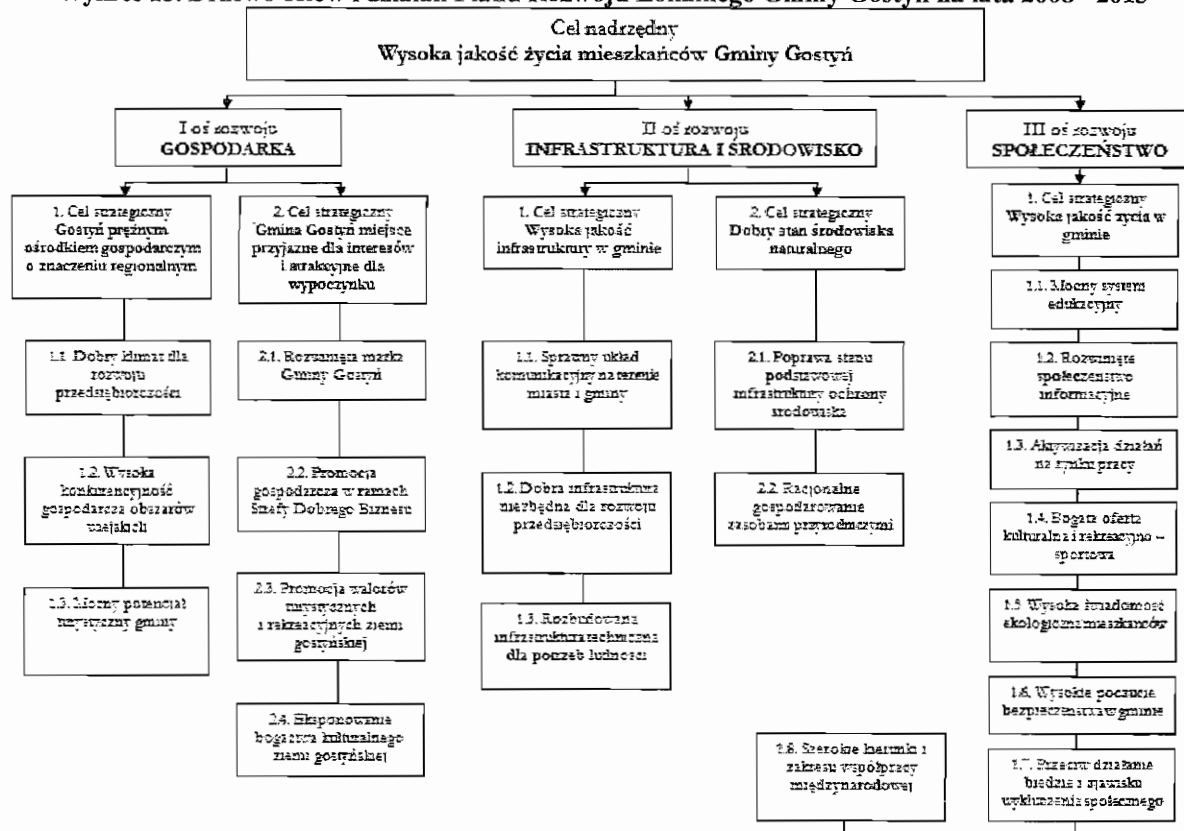 Cel nadrzędny
Wysoka jakość życia mieszkańców Gminy Gostyń
I oś rozwoju
GOSPODARKA
II oś rozwoju
INFRASTRUKTURA I ŚRODOWISKO
III oś rozwoju
SPOŁECZEŃSTWO
1. Cel strategiczny
Gostyń prężnym
ośrodkiem gospodarczym
o znaczeniu regionalnym
2. Cel strategiczny
Gmina Gostyń miejsce
przyjazne dla interesów
i atrakcyjne dla
wypoczynku
1. Cel strategiczny
Wysoka jakość
infrastruktury w gminie
2. Cel strategiczny
Dobry stan środowiska
naturalnego
1. Cel strategiczny
Wysoka jakość życia w
gminie
1.1. Dobry klimat dla
rozwoju
przedsiębiorczości
1.2. Wysoka
konkurencyjność
gospodarcza obszarów
wiejskich
1.3. Mocny potencjał
turystyczny gminy
2.1. Rozwinięta marka
Gminy Gostyń
2.2. Promocja
gospodarcza w ramach
Strefy Dobrego Biznesu
2.3. Promocja walorów
turystycznych
i rekreacyjnych ziemi
gostyńskiej
2.4. Eksponowanie
bogactwa kulturalnego
ziemi gostyńskiej
1.1. Sprawny układ
komunikacyjny na terenie
miasta i gminy
1.2. Dobra infrastruktura
niezbędna dla rozwoju
przedsiębiorczości
1.3. Rozbudowana
infrastruktura techniczna
dla potrzeb ludności
2.1. Poprawa stanu
podstawowej
infrastruktury ochrony
środowiska
2.2. Racjonalne
gospodarowanie
zasobami przyrodniczymi
1.1. Mocny system
edukacyjny
1.2. Rozwinięte
społeczeństwo
informacyjne
1.3. Aktywizacja działań
na rynku pracy
1.4. Bogata oferta
kulturalna i rekreacyjno –
sportowa
1.5 Wysoka świadomość
ekologiczna mieszkańców
1.6. Wysokie poczucie
bezpieczeństwa w gminie
1.7. Przeciw działanie
biedzie i zjawisku
wykluczenia społecznego
1.8. Szerokie kierunki i
zakresu współpracy
międzynarodowej